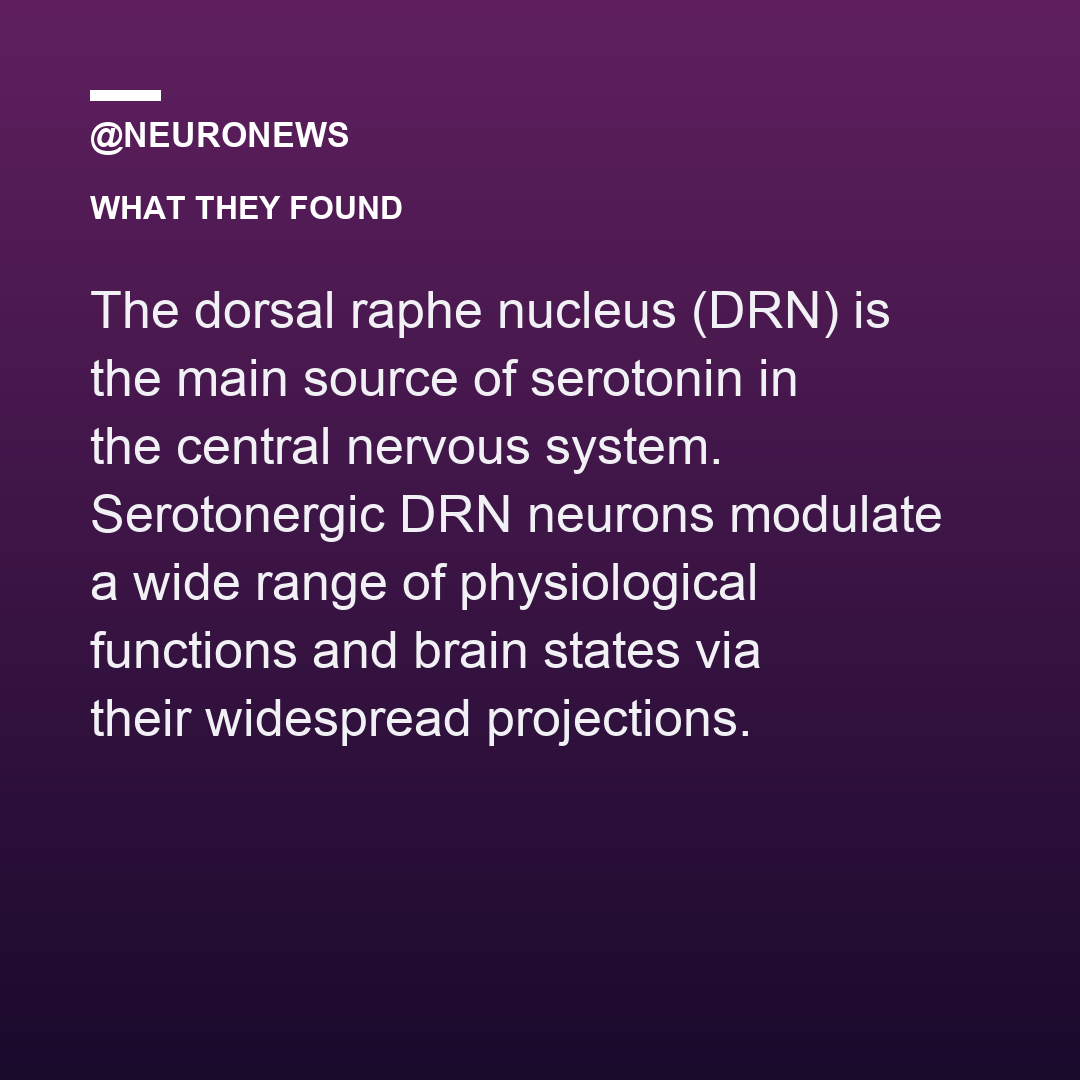 @NEURONEWS
WHAT THEY FOUND
The dorsal raphe nucleus (DRN) is
the main source of serotonin in
the central nervous system.
Serotonergic DRN neurons modulate
a wide range of physiological
functions and brain states via
their widespread projections.